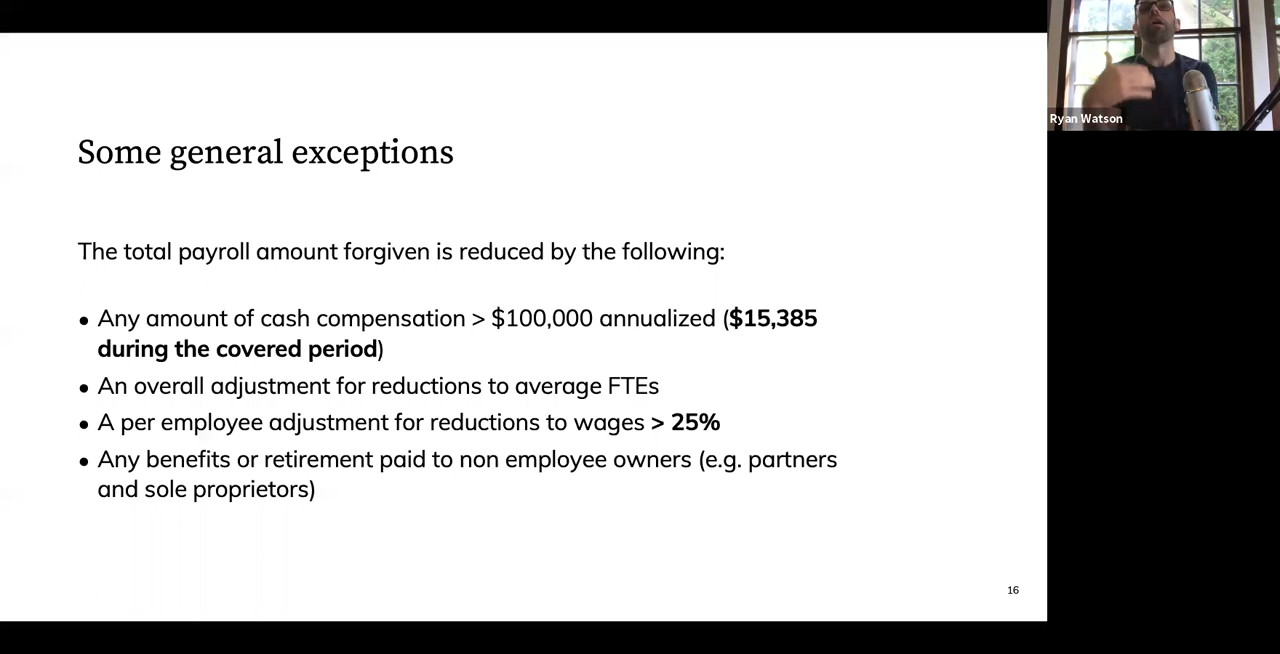 Some general exceptions
The total payroll amount forgiven is reduced by the following:
• Any amount of cash compensation > $100,000 annualized ($15,385
during the covered period)
• An overall adjustment for reductions to average FTEs
• A per employee adjustment for reductions to wages > 25%
• Any benefits or retirement paid to non employee owners (e.g. partners
and sole proprietors)
16
Ryan Watson